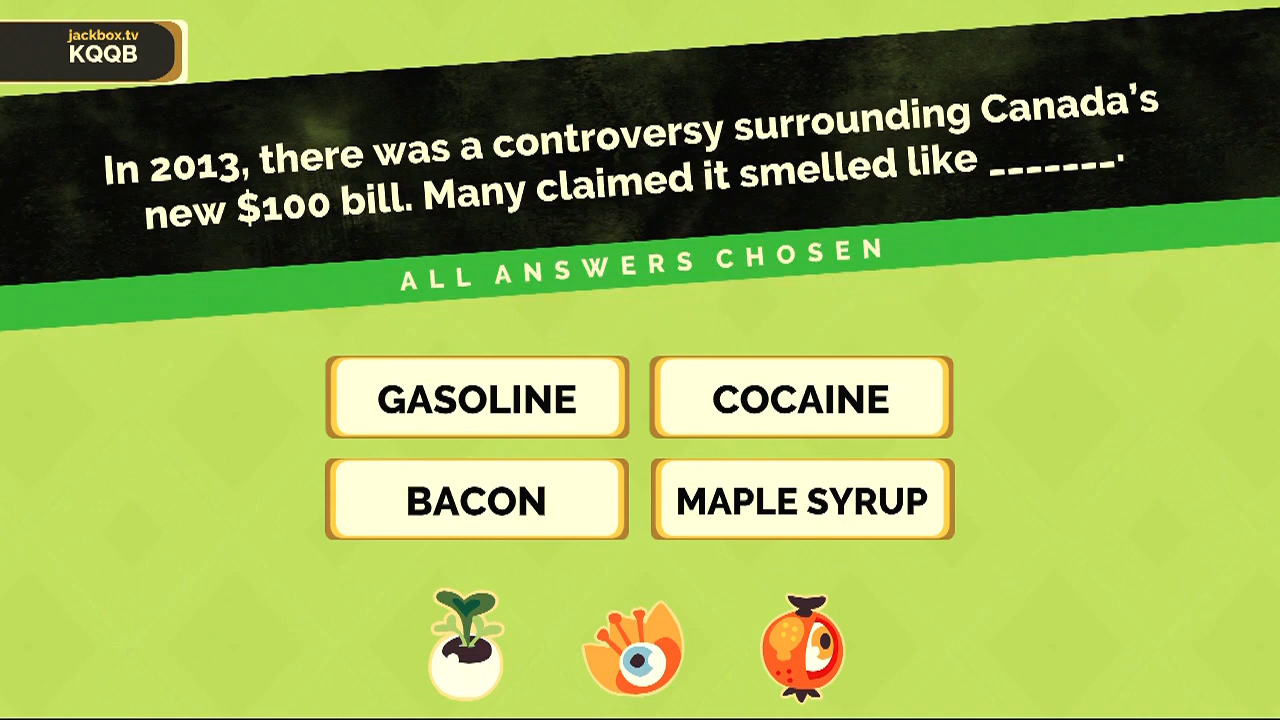 jackbox.tv
KQQB
In 2013, there was a controversy surrounding Canada’s
new $100 bill. Many claimed it smelled like _______.
ALL ANSWERS CHOSEN
GASOLINE
COCAINE
BACON
MAPLE SYRUP